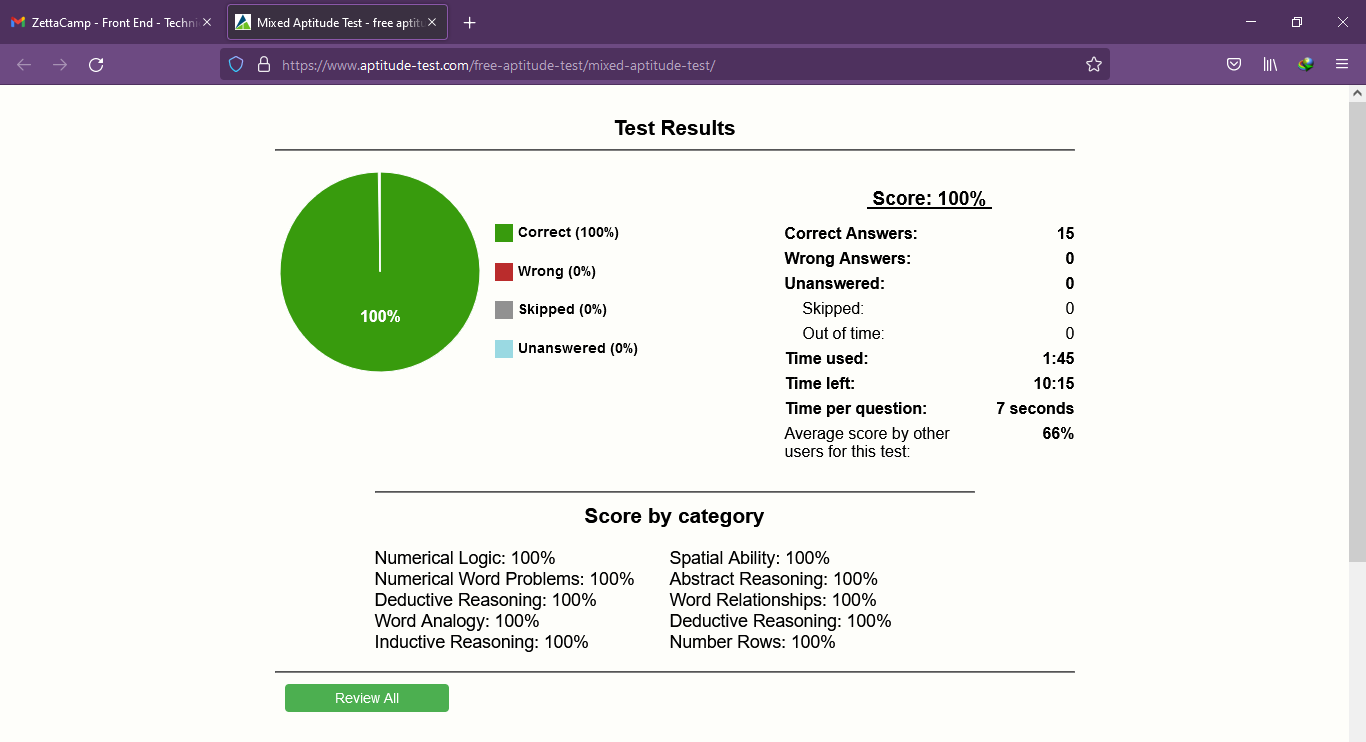 ZettaCamp - Front End - Techni
Mixed Aptitude Test - free aptitu
https://www.aptitude-test.com/free-aptitude-test/mixed-aptitude-test/
Test Results
100%
Correct (100%)
Wrong (0%)
Skipped (0%)
Unanswered (0%)
Score: 100%
Correct Answers: 15
Wrong Answers: 0
Unanswered: 0
Skipped: 0
Out of time: 0
Time used: 1:45
Time left: 10:15
Time per question: 7 seconds
Average score by other 66%
users for this test:
Score by category
Numerical Logic: 100%
Numerical Word Problems: 100%
Deductive Reasoning: 100%
Word Analogy: 100%
Inductive Reasoning: 100%
Spatial Ability: 100%
Abstract Reasoning: 100%
Word Relationships: 100%
Deductive Reasoning: 100%
Number Rows: 100%
Review All